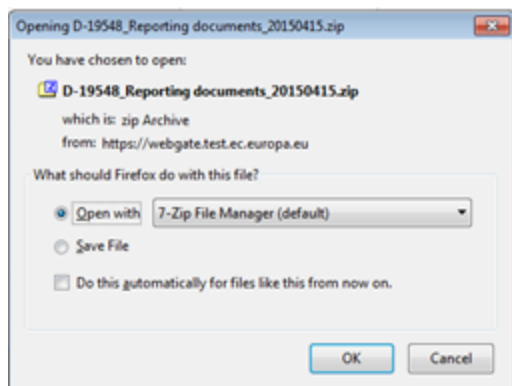 Opening D-19548_Reporting documents_20150415.zip
You have chosen to open:
D-19548_Reporting documents_20150415.zip
which is: zip Archive
from: https://webgate.test.ec.europa.eu
What should Firefox do with this file?
Open with 7-Zip File Manager (default)
Save File
Do this automatically for files like this from now on.
OK Cancel